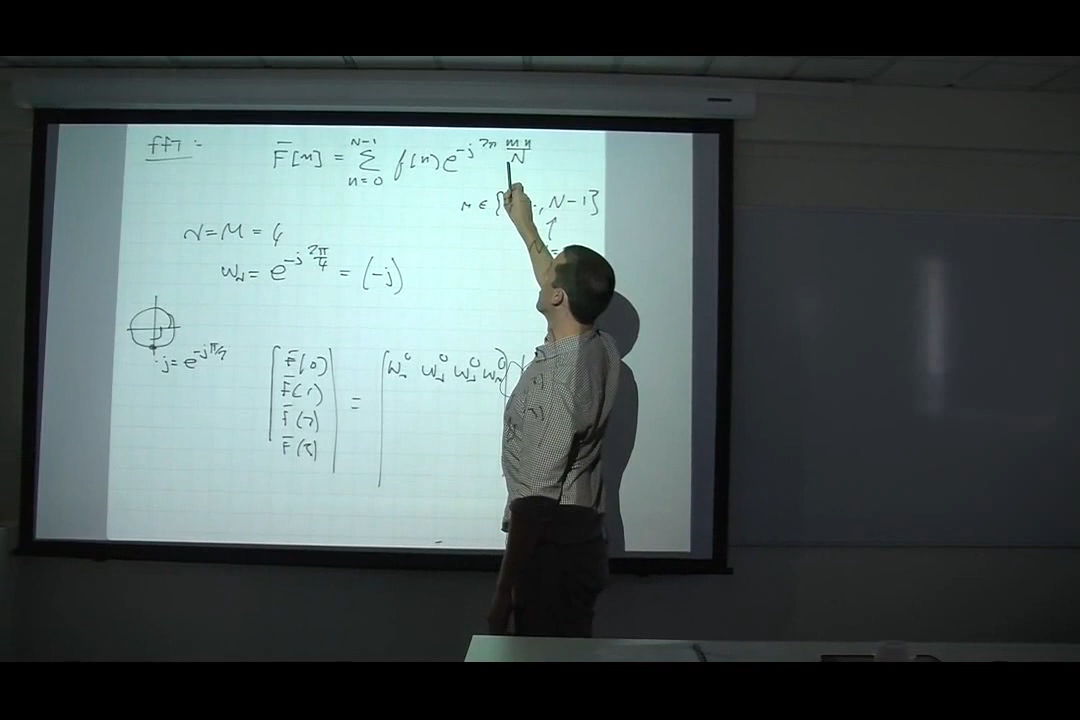 fft :-
F̄[m] = Σ_{n=0}^{N-1} f[n] e^{-j 2π mn/N}
m ∈ { , N-1}
N = M = 4
W_N = e^{-j 2π/4} = (-j)
-j = e^{-jπ/2}
F̄(0) = W_N^0 W_N^0 W_N^0 W_N^0
F̄(1)
F̄(2)
F̄(3)